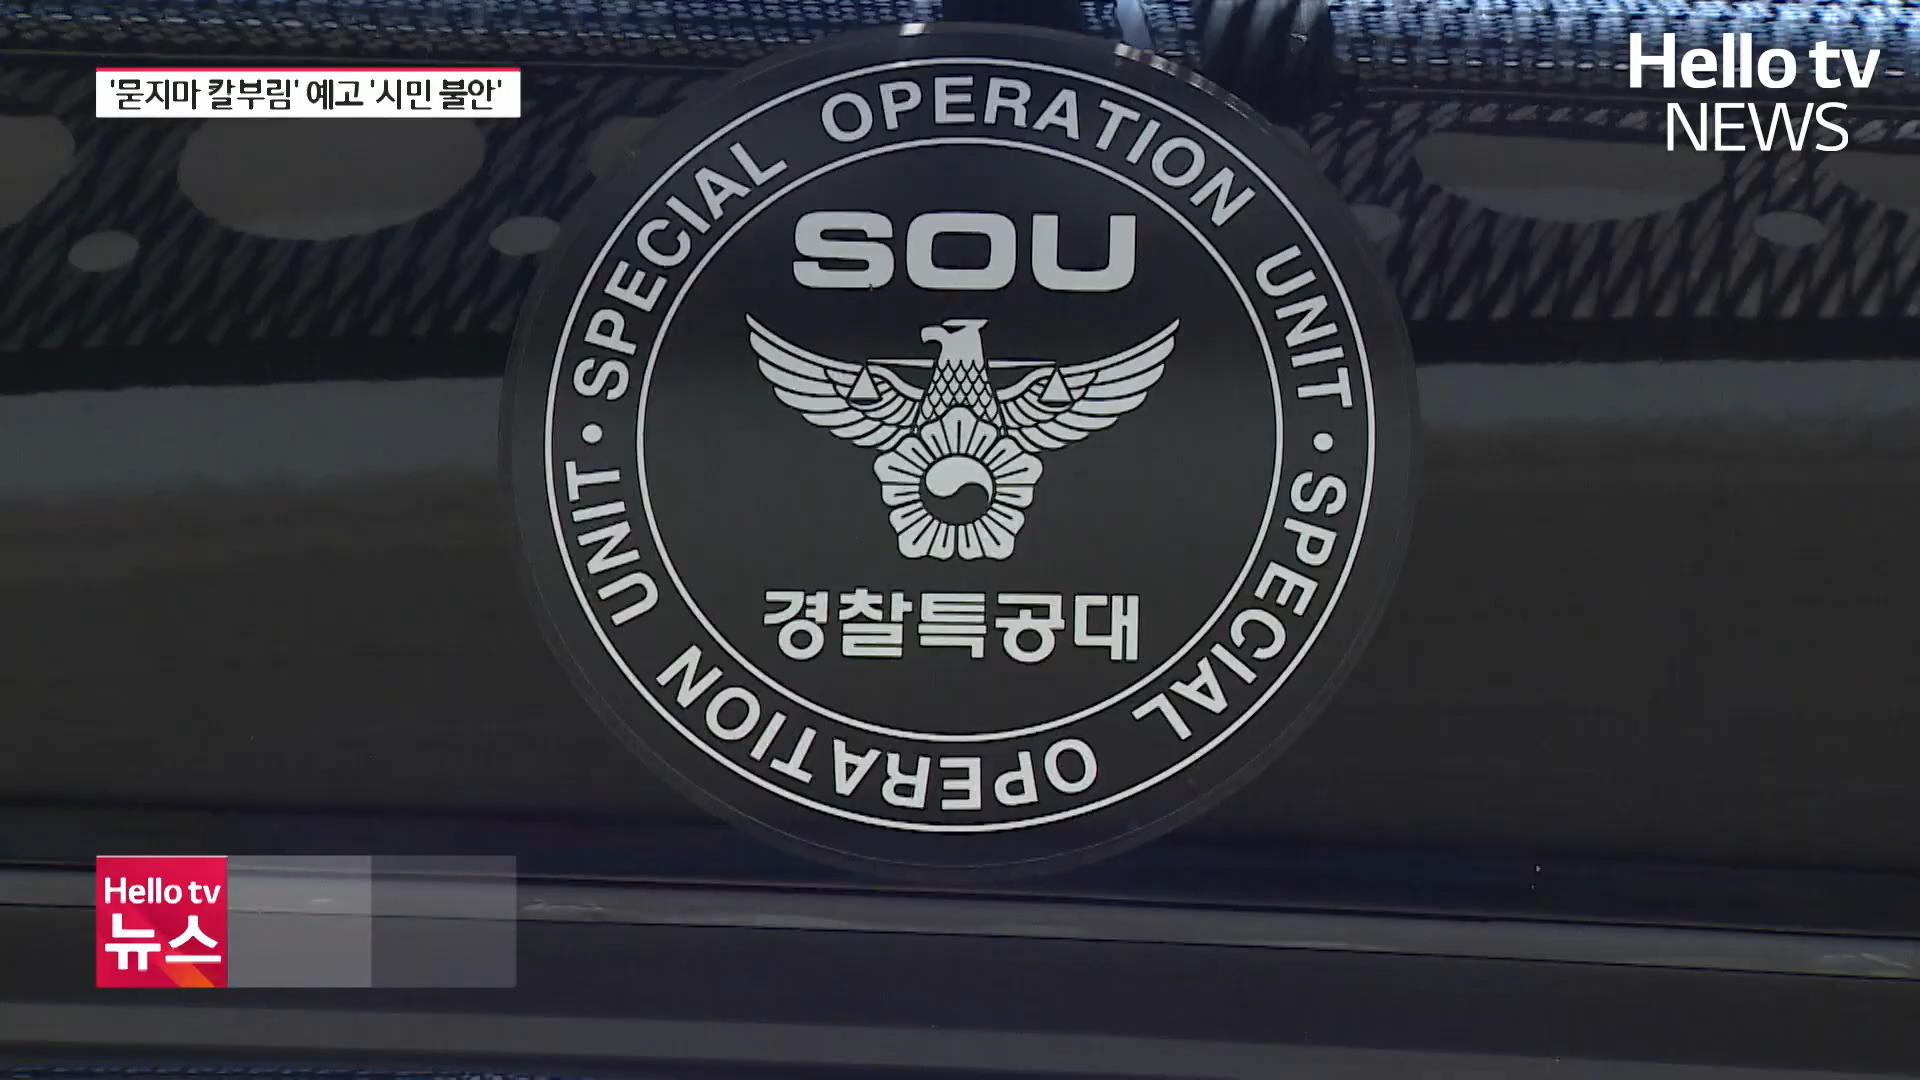 '묻지마 칼부림' 예고 '시민 불안'
Hello tv
NEWS
SPECIAL OPERATION UNIT · SPECIAL OPERATION UNIT ·
SOU
경찰특공대
Hello tv
뉴스